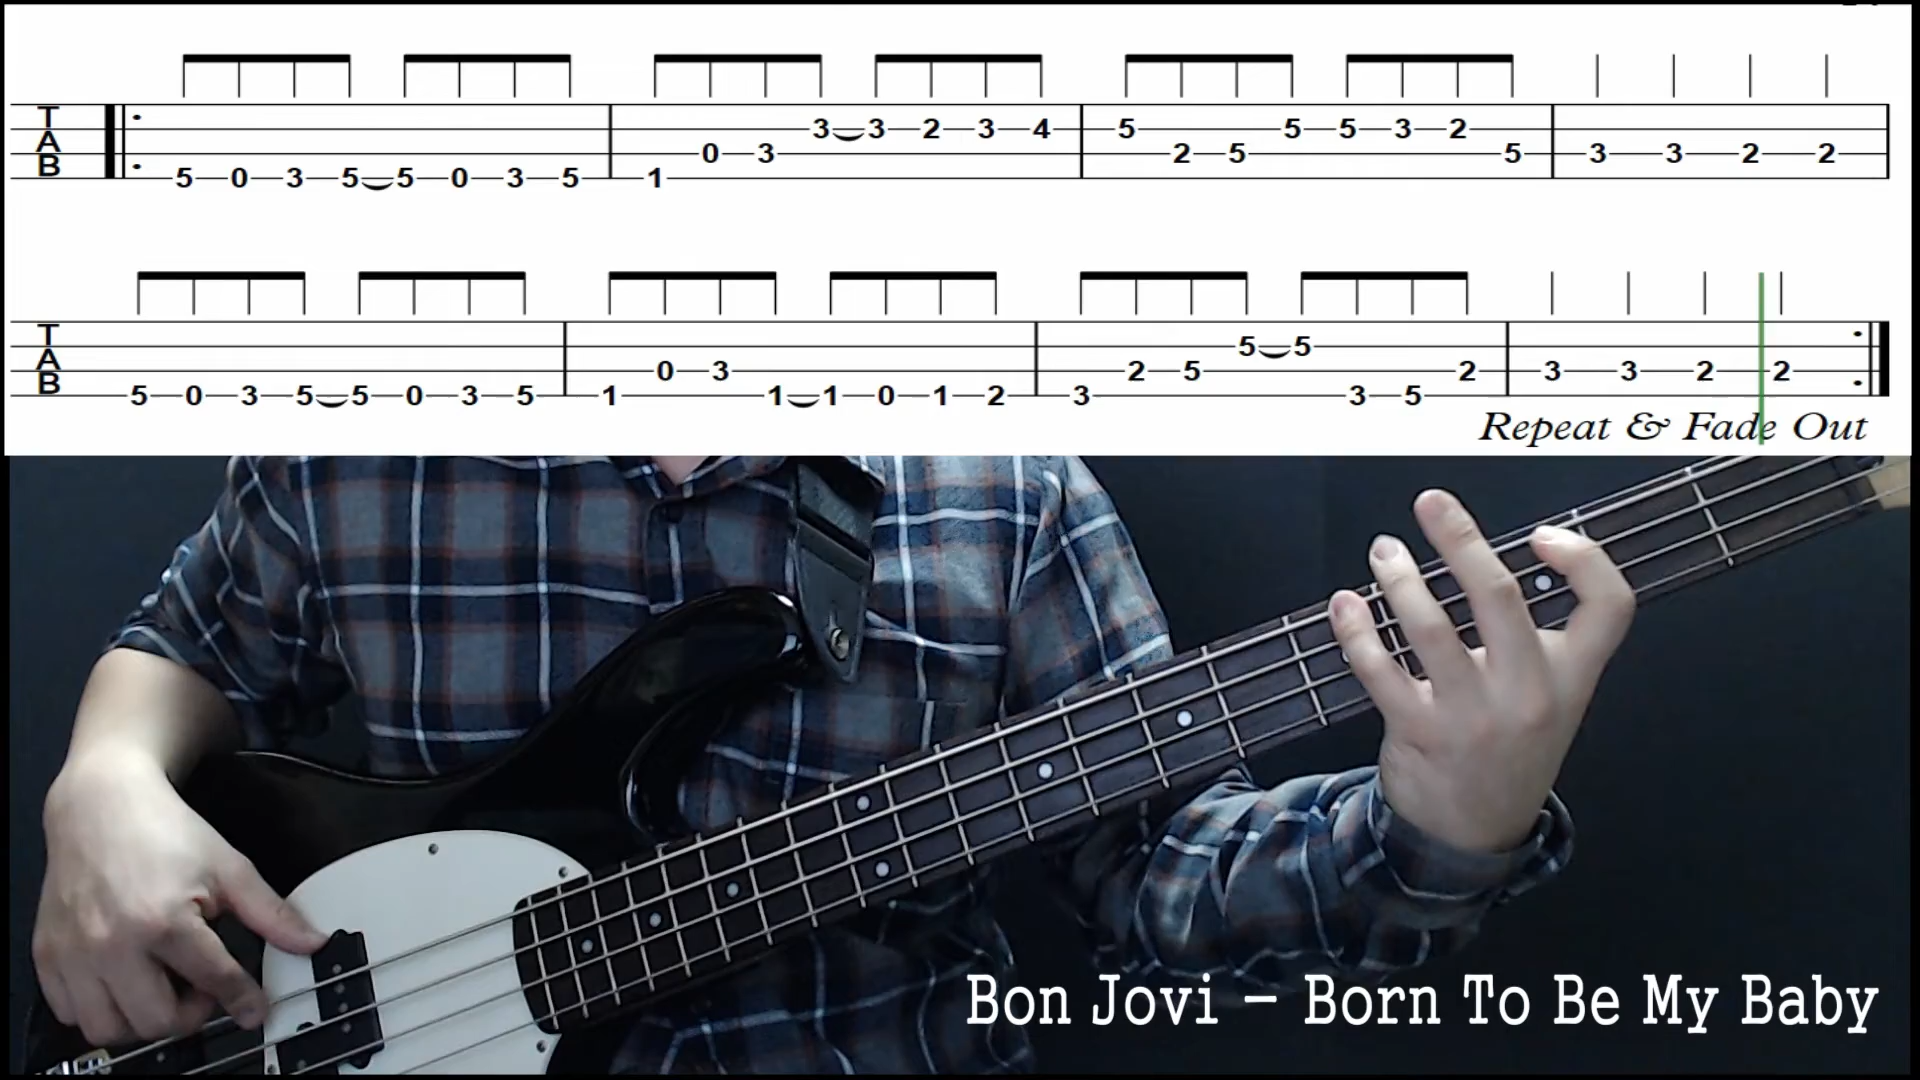 T
A
B
5 0 3 5 5 0 3 5 1 0 3 3 3 2 3 4 5 2 5 5 5 3 2 5 3 3 2 2
T
A
B
5 0 3 5 5 0 3 5 1 0 3 1 1 0 1 2 3 2 5 5 5 3 5 2 3 3 2 2
Repeat & Fade Out
Bon Jovi - Born To Be My Baby